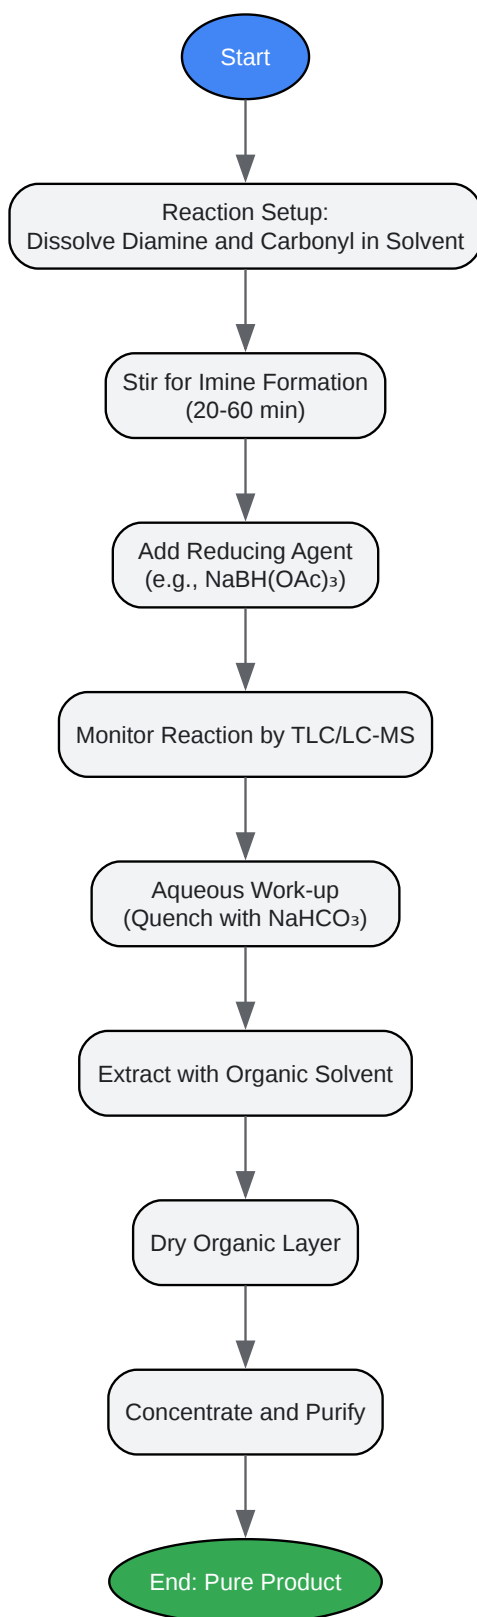 Start
Reaction Setup:
Dissolve Diamine and Carbonyl in Solvent
Stir for Imine Formation
(20-60 min)
Add Reducing Agent
(e.g., NaBH(OAc)₃)
Monitor Reaction by TLC/LC-MS
Aqueous Work-up
(Quench with NaHCO₃)
Extract with Organic Solvent
Dry Organic Layer
Concentrate and Purify
End: Pure Product